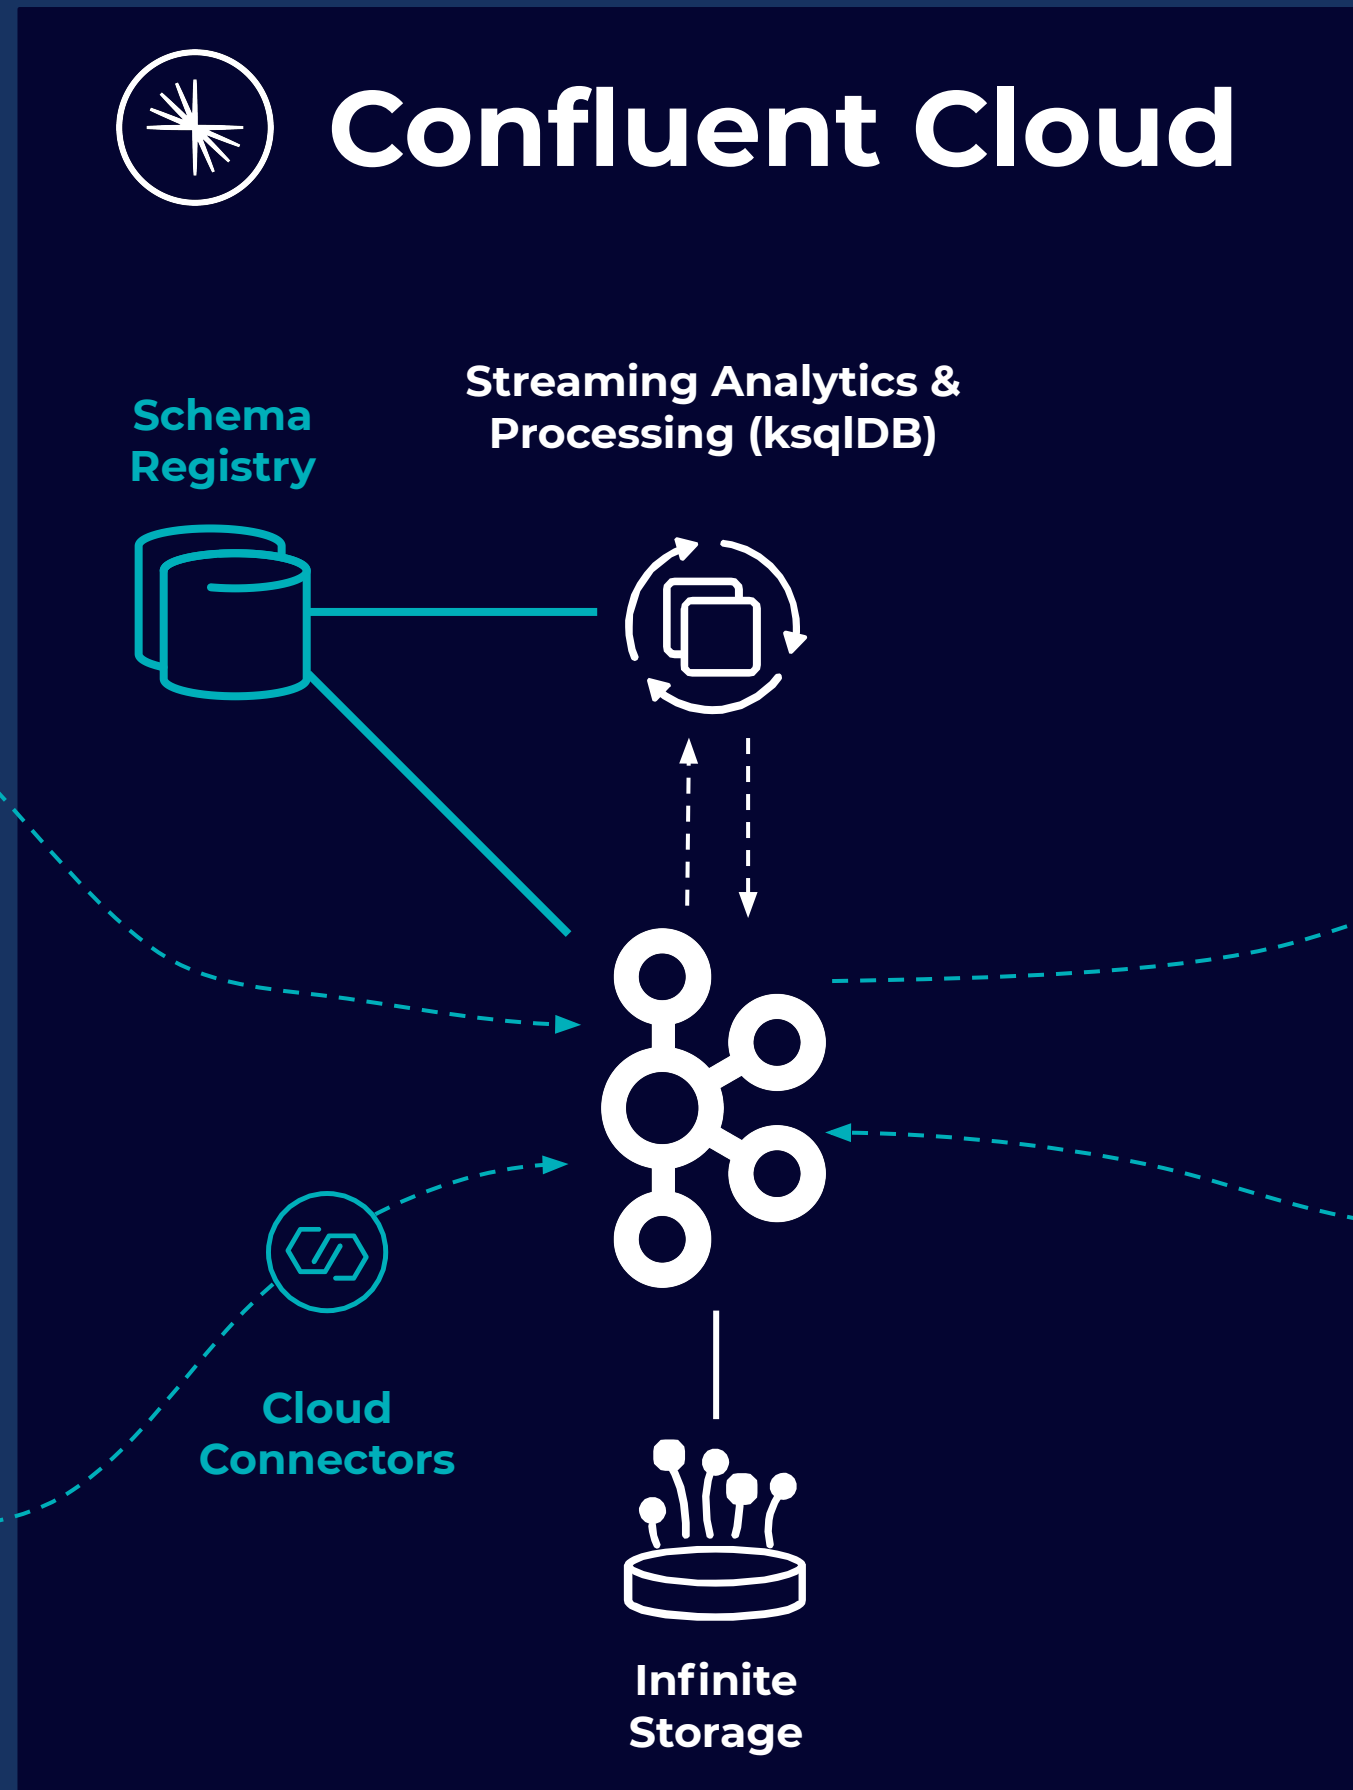 Confluent Cloud
Streaming Analytics &
Processing (ksqlDB)
Schema
Registry
Cloud
Connectors
Infinite
Storage